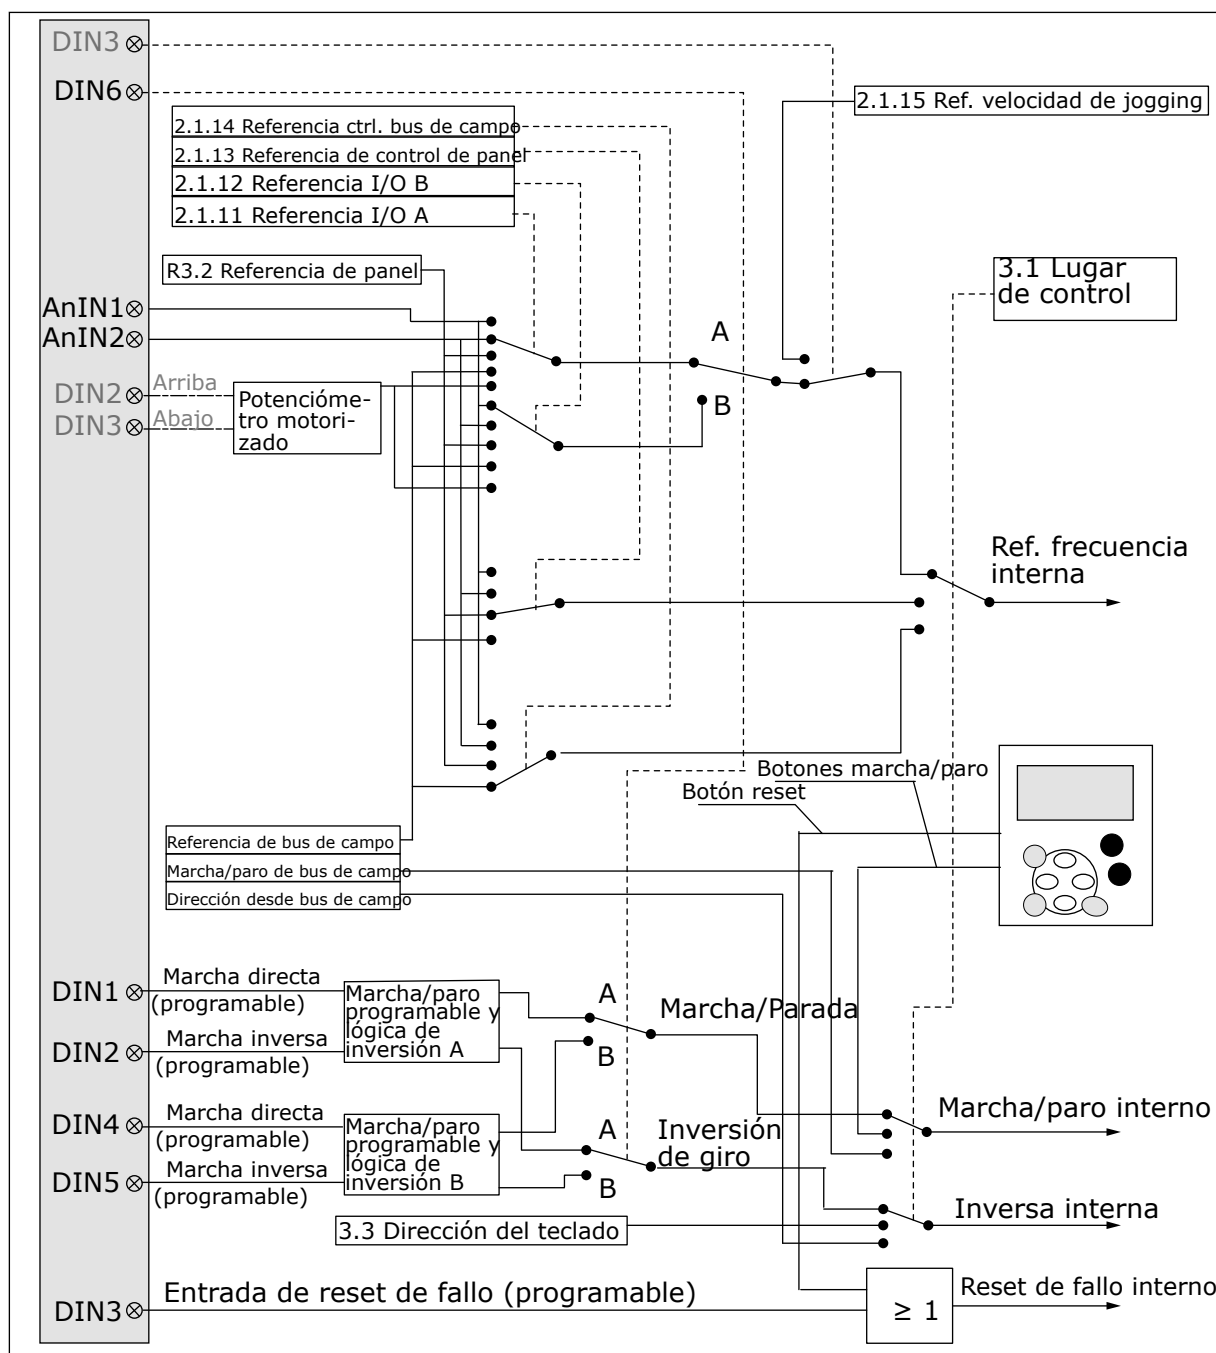 DIN3
DIN6
2.1.15 Ref. velocidad de jogging
2.1.14 Referencia ctrl. bus de campo
2.1.13 Referencia de control de panel
2.1.12 Referencia I/O B
2.1.11 Referencia I/O A
R3.2 Referencia de panel
3.1 Lugar
de control
AnIN1
AnIN2
A
B
DIN2
Arriba
DIN3
Abajo
Potencióme-
tro motori-
zado
Ref. frecuencia
interna
Botones marcha/paro
Botón reset
Referencia de bus de campo
Marcha/paro de bus de campo
Dirección desde bus de campo
DIN1
Marcha directa
(programable)
DIN2
Marcha inversa
(programable)
Marcha/paro
programable y
lógica de
inversión A
A
B
Marcha/Parada
DIN4
Marcha directa
(programable)
DIN5
Marcha inversa
(programable)
Marcha/paro
programable y
lógica de
inversión B
A
B
Inversión
de giro
Marcha/paro interno
3.3 Dirección del teclado
Inversa interna
DIN3
Entrada de reset de fallo (programable)
≥ 1
Reset de fallo interno